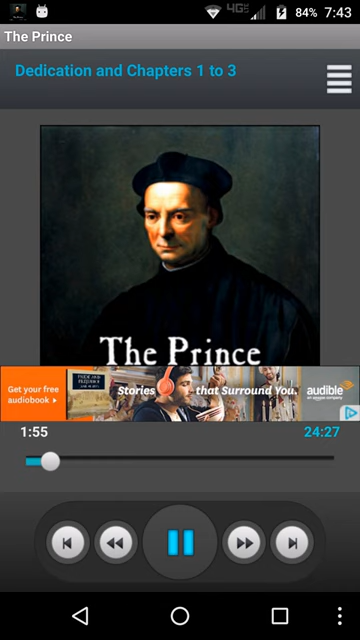 4G
84% 7:43
The Prince
Dedication and Chapters 1 to 3
The Prince
Get your free
audiobook
Stories that Surround You.
audible
an amazon company
1:55
24:27